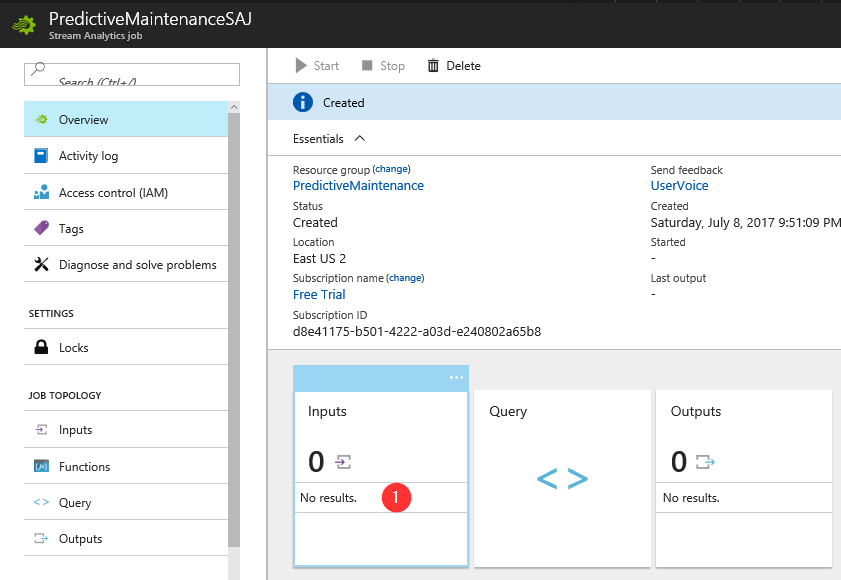 PredictiveMaintenanceSAJ
Stream Analytics job
Search (Ctrl+/)
Overview
Activity log
Access control (IAM)
Tags
Diagnose and solve problems
SETTINGS
Locks
JOB TOPOLOGY
Inputs
Functions
Query
Outputs
Start Stop Delete
Created
Essentials
Resource group (change)
PredictiveMaintenance
Status
Created
Location
East US 2
Subscription name (change)
Free Trial
Subscription ID
d8e41175-b501-4222-a03d-e240802a65b8
Send feedback
UserVoice
Created
Saturday, July 8, 2017 9:51:09 PM
Started
-
Last output
-
Inputs
0
No results.
1
Query
< >
Outputs
0
No results.